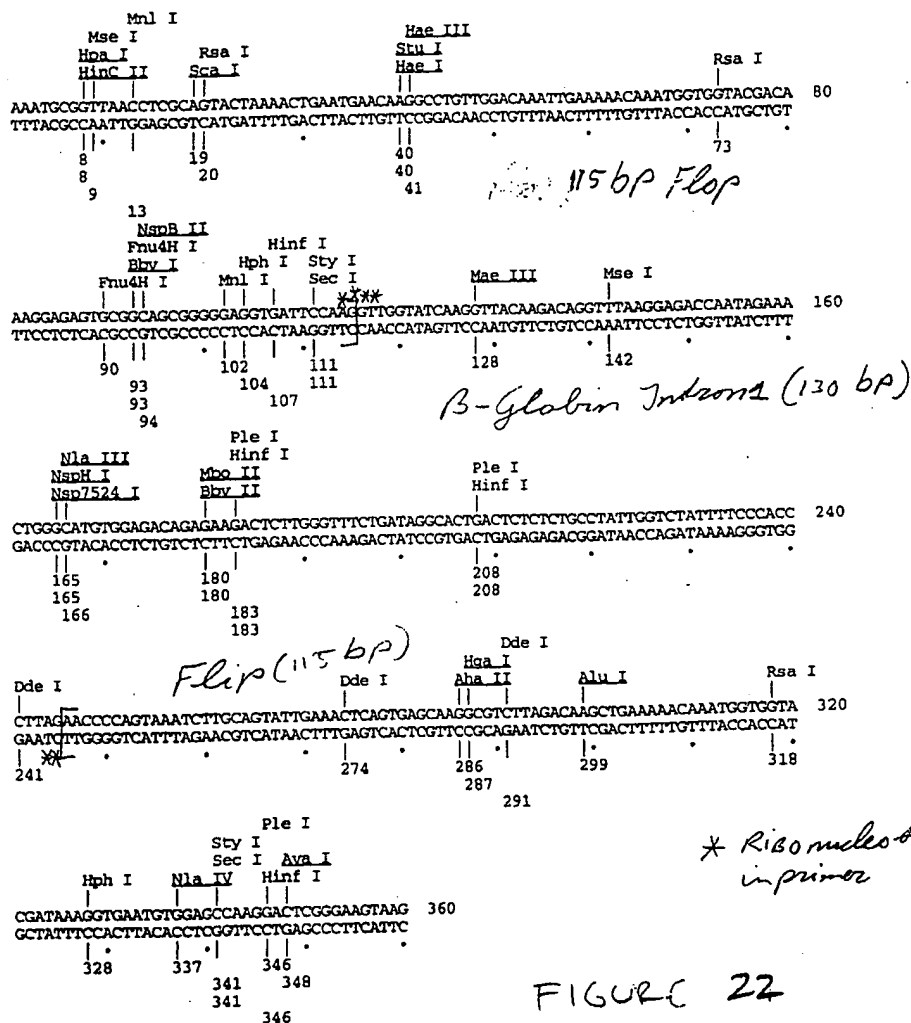 Mnl I
Mse I
Hpa I Rsa I Hae III
HinC II Sca I Stu I
Hae I Rsa I
AAATGCGGTTAACCTCGCAGTACTAAAACTGAATGAACAAGGCCTGTTGGACAAATTGAAAAACAAATGGTGGTACGACA 80
TTTACGCCAATTGGAGCGTCATGATTTTGACTTACTTGTTCCGGACAACCTGTTTAACTTTTTGTTTACCACCATGCTGT
8 19 40 73
8 20 40
9 41
13
115 bp Flop
NspB II
Fnu4H I Hinf I
Bbv I Hph I Sty I
Fnu4H I Mnl I Sec I Mae III Mse I
AAGGAGAGTGCGGCAGCGGGGGAGGTGATTCCAAGGTTGGTATCAAGGTTACAAGACAGGTTTAAGGAGACCAATAGAAA 160
TTCCTCTCACGCCGTCGCCCCCTCCACTAAGGTTCCAACCATAGTTCCAATGTTCTGTCCAAATTCCTCTGGTTATCTTT
90 102 111 128 142
93 104 111
93 107
94
β-Globin Intron 1 (130 bp)
Nla III Ple I
NspH I Hinf I
Nsp7524 I Mbo II Ple I
Bbv II Hinf I
CTGGGCATGTGGAGACAGAGAAGACTCTTGGGTTTCTGATAGGCACTGACTCTCTCTGCCTATTGGTCTATTTTCCCACC 240
GACCCGTACACCTCTGTCTCTTCTGAGAACCCAAAGACTATCCGTGACTGAGAGAGACGGATAACCAGATAAAAGGGTGG
165 180 208
165 180 208
166 183
183
Flip (115 bp)
Dde I
Hga I
Dde I Dde I Aha II Alu I Rsa I
CTTAGAACCCCAGTAAATCTTGCAGTATTGAAACTCAGTGAGCAAGGCGTCTTAGACAAGCTGAAAAACAAATGGTGGTA 320
GAATCTTGGGGTCATTTAGAACGTCATAACTTTGAGTCACTCGTTCCGCAGAATCTGTTCGACTTTTTGTTTACCACCAT
241 274 286 299 318
287
291
Ple I
Sty I
Sec I Ava I
Hph I Nla IV Hinf I
CGATAAAGGTGAATGTGGAGCCAAGGACTCGGGAAGTAAG 360
GCTATTTCCACTTACACCTCGGTTCCTGAGCCCTTCATTC
328 337 346
341 348
341
346
* Ribonucleo
in primer
FIGURE 22